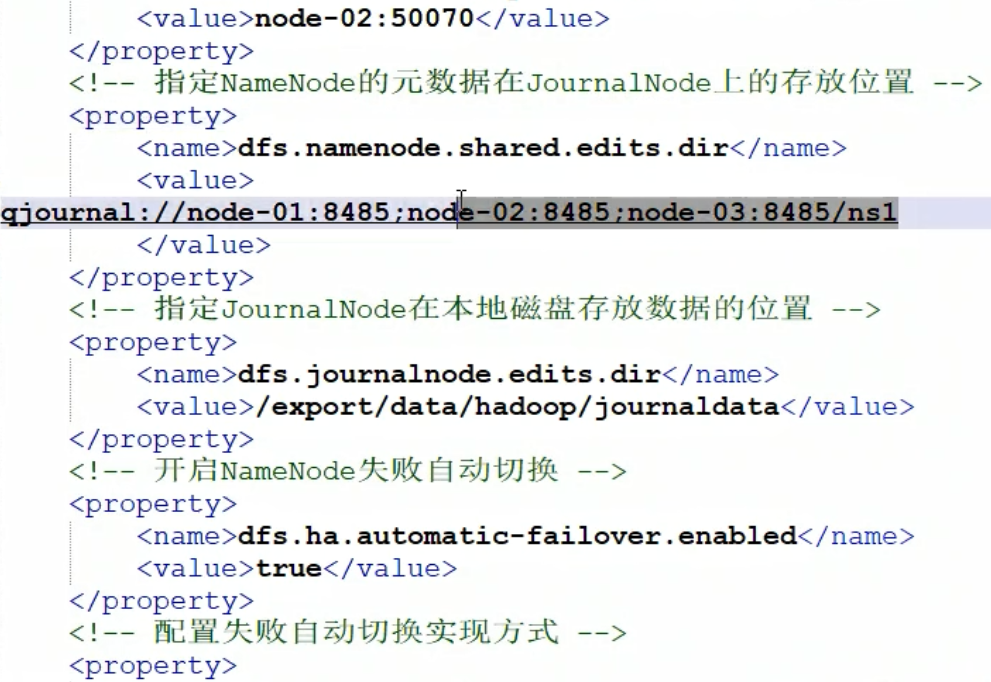 <value>node-02:50070</value>
</property>
<!-- 指定NameNode的元数据在JournalNode上的存放位置 -->
<property>
<name>dfs.namenode.shared.edits.dir</name>
<value>
qjournal://node-01:8485;node-02:8485;node-03:8485/ns1
</value>
</property>
<!-- 指定JournalNode在本地磁盘存放数据的位置 -->
<property>
<name>dfs.journalnode.edits.dir</name>
<value>/export/data/hadoop/journaldata</value>
</property>
<!-- 开启NameNode失败自动切换 -->
<property>
<name>dfs.ha.automatic-failover.enabled</name>
<value>true</value>
</property>
<!-- 配置失败自动切换实现方式 -->
<property>